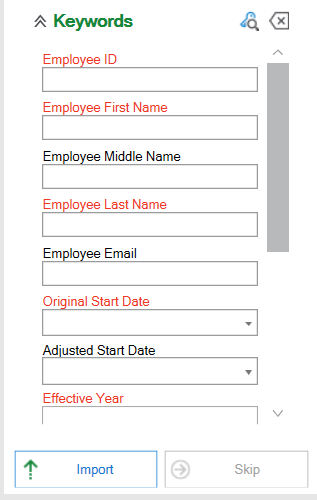 Keywords
Employee ID
Employee First Name
Employee Middle Name
Employee Last Name
Employee Email
Original Start Date
Adjusted Start Date
Effective Year
Import
Skip